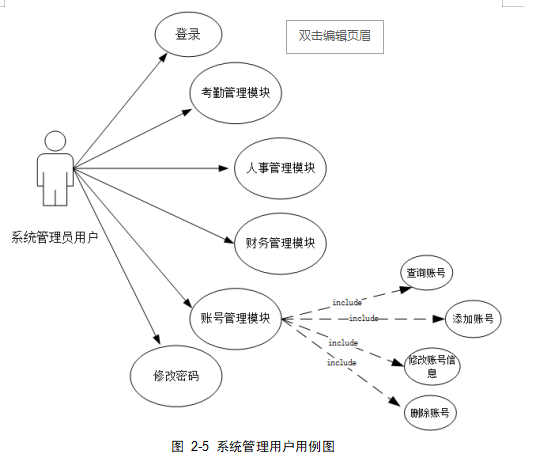 登录
双击编辑页眉
考勤管理模块
人事管理模块
系统管理员用户
财务管理模块
查询账号
include
账号管理模块
include
添加账号
include
修改账号信
息
include
修改密码
删除账号
图 2-5 系统管理用户用例图